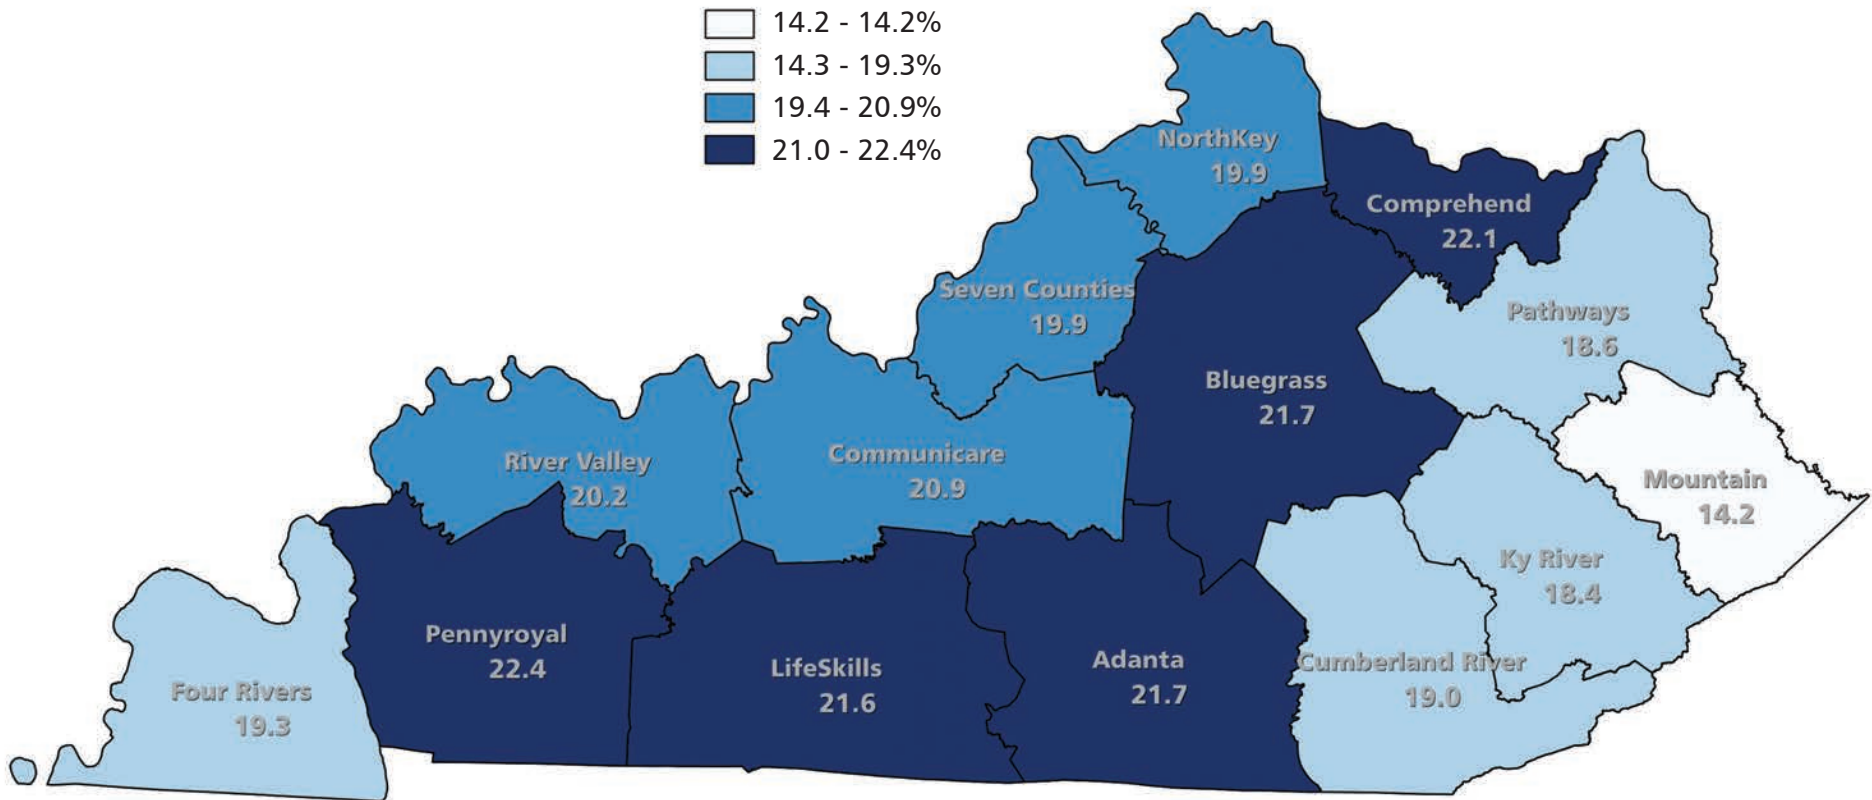 14.2 - 14.2%
14.3 - 19.3%
19.4 - 20.9%
21.0 - 22.4%
NorthKey
19.9
Comprehend
22.1
Seven Counties
19.9
Pathways
18.6
Bluegrass
21.7
River Valley
20.2
Communicare
20.9
Mountain
14.2
Ky River
18.4
Pennyroyal
22.4
LifeSkills
21.6
Adanta
21.7
Cumberland River
19.0
Four Rivers
19.3